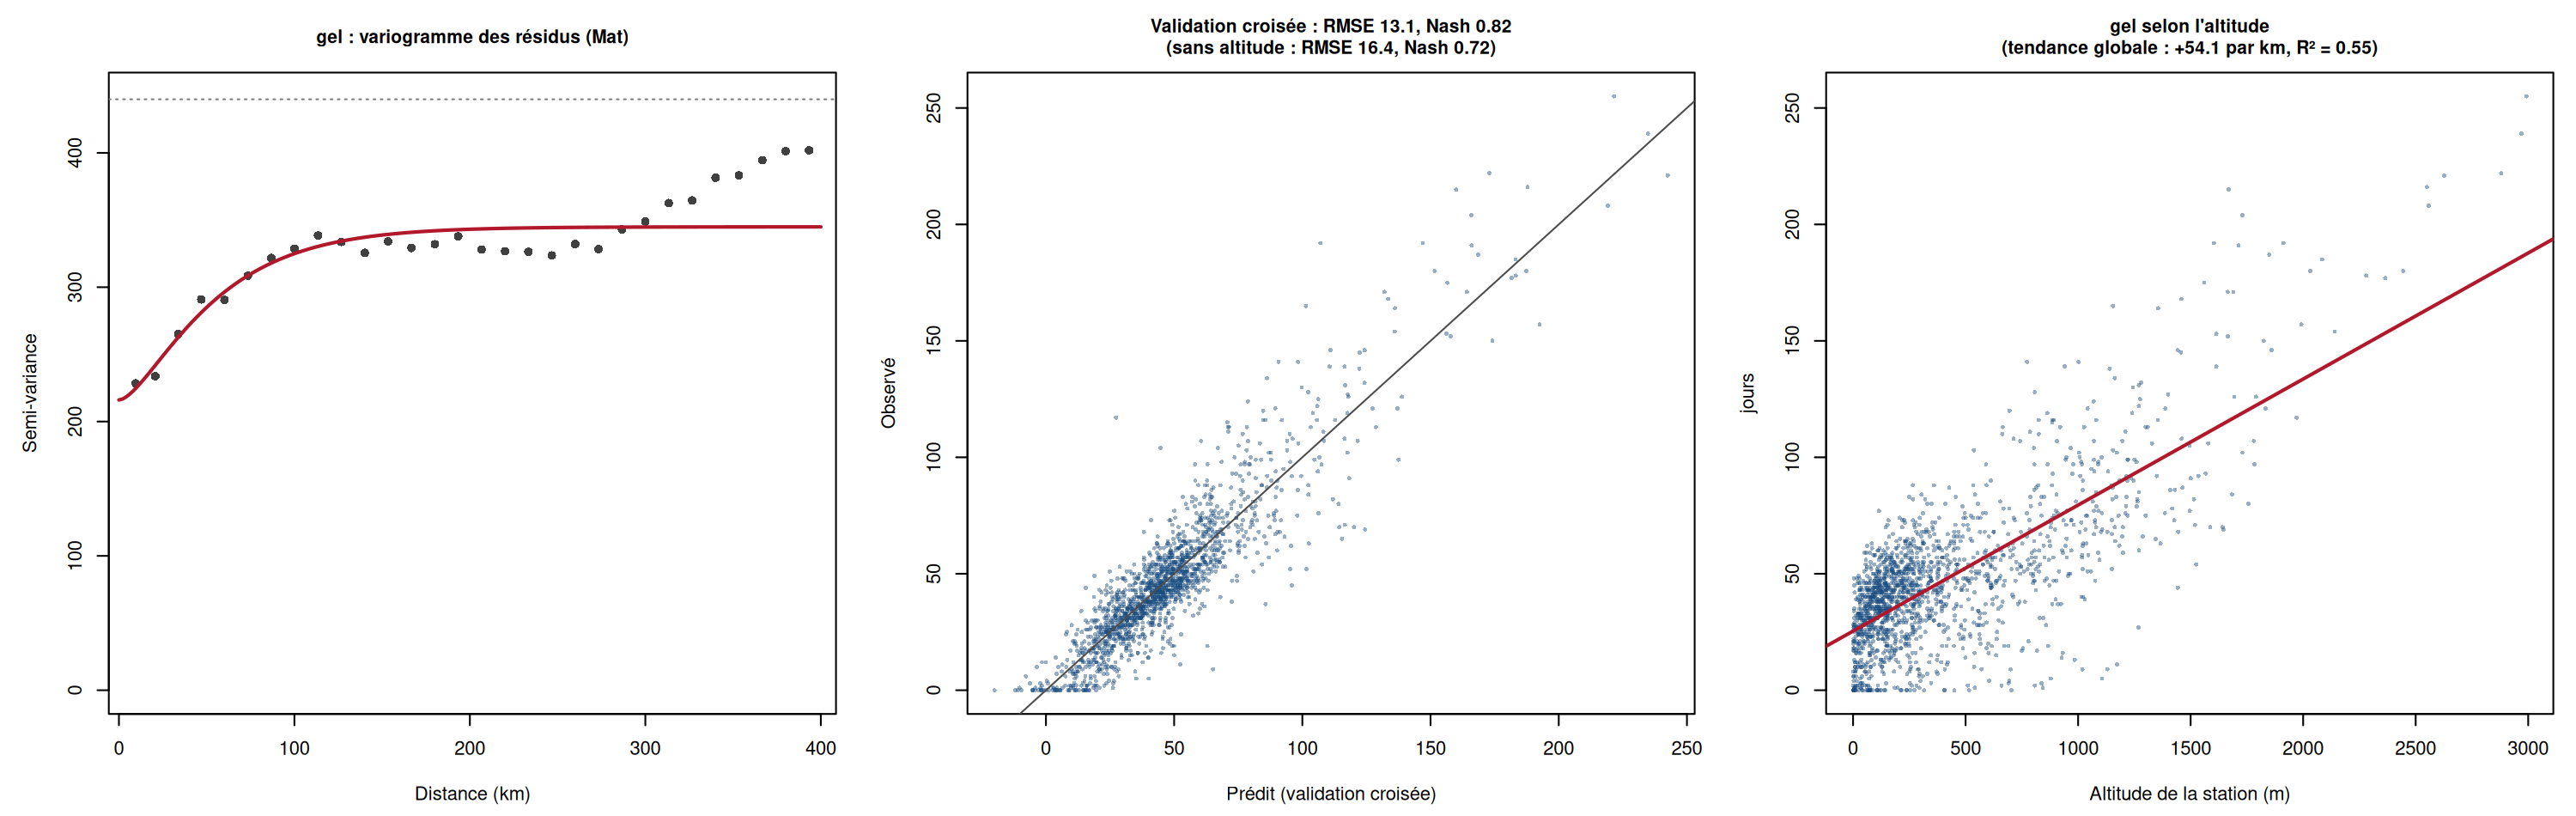 gel : variogramme des résidus (Mat)
Semi-variance
400
300
200
100
0
0 100 200 300 400
Distance (km)
Validation croisée : RMSE 13.1, Nash 0.82
(sans altitude : RMSE 16.4, Nash 0.72)
Observé
250
200
150
100
50
0
0 50 100 150 200 250
Prédit (validation croisée)
gel selon l'altitude
(tendance globale : +54.1 par km, R² = 0.55)
jours
250
200
150
100
50
0
0 500 1000 1500 2000 2500 3000
Altitude de la station (m)